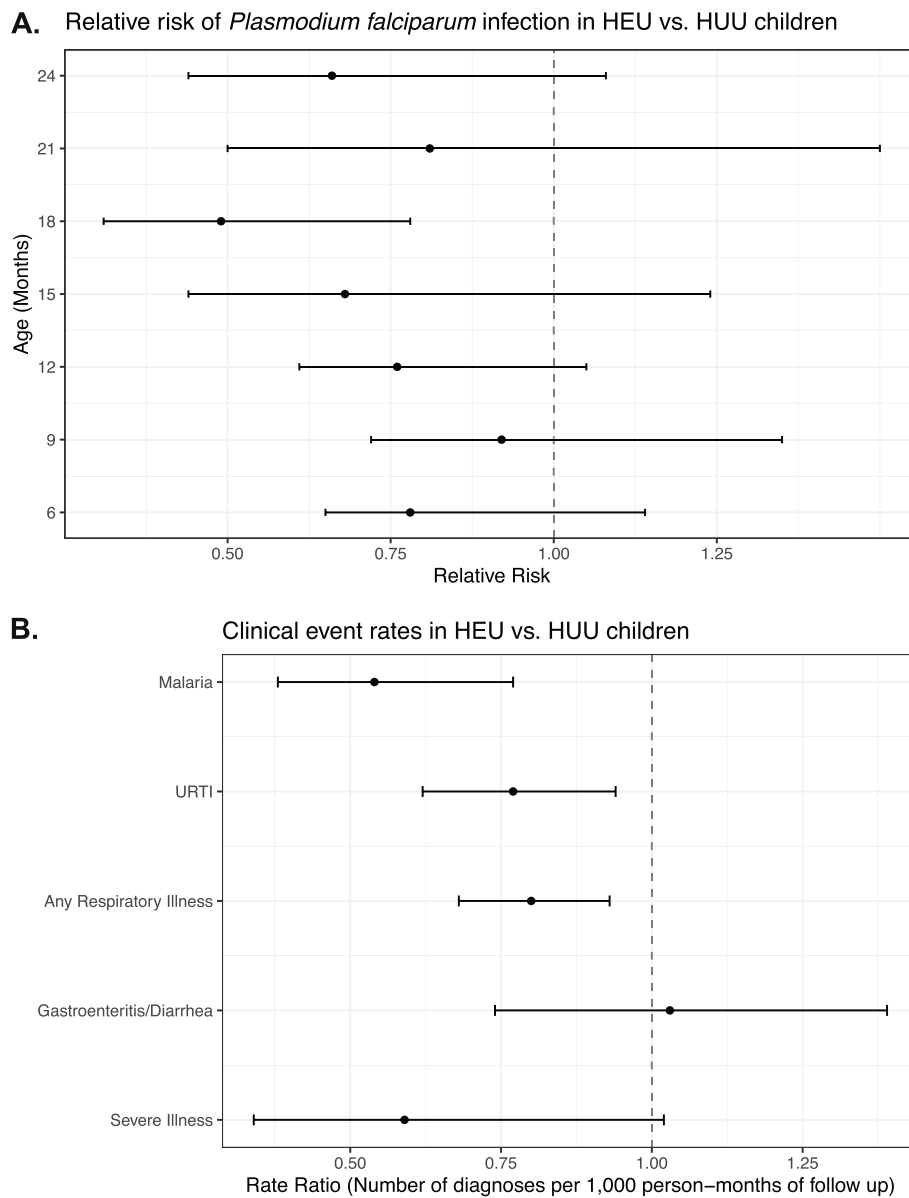 A. Relative risk of Plasmodium falciparum infection in HEU vs. HUU children
24
21
18
15
12
9
6
Age (Months)
0.50 0.75 1.00 1.25
Relative Risk
B. Clinical event rates in HEU vs. HUU children
Malaria
URTI
Any Respiratory Illness
Gastroenteritis/Diarrhea
Severe Illness
0.50 0.75 1.00 1.25
Rate Ratio (Number of diagnoses per 1,000 person−months of follow up)